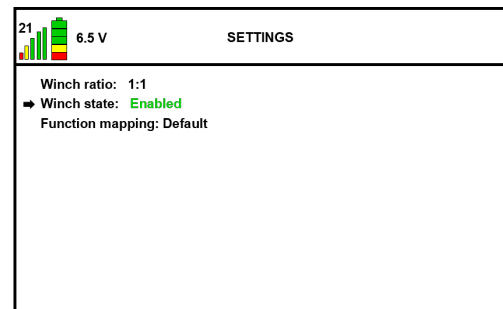 21
6.5 V
SETTINGS
Winch ratio: 1:1
Winch state: Enabled
Function mapping: Default